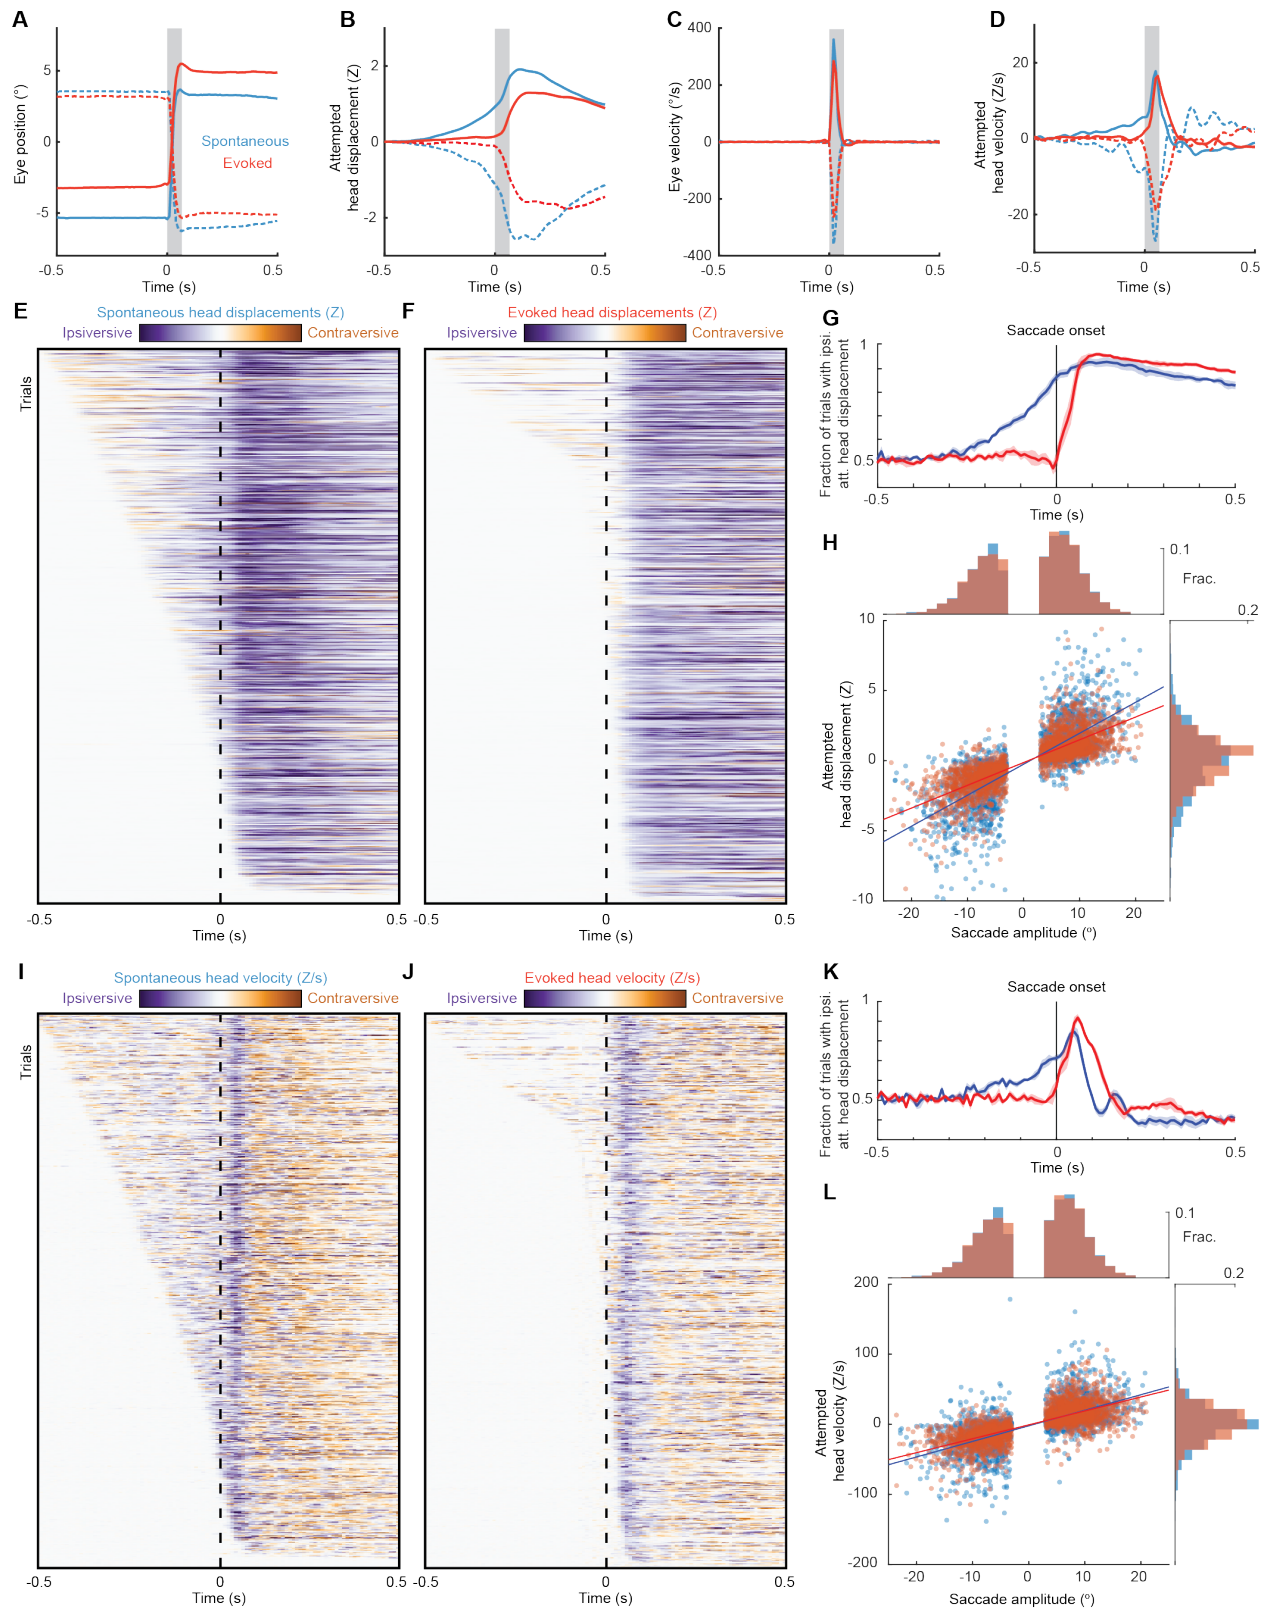 A
5
0
-5
-0.5
0
0.5
Time (s)
Eye position (°)
Spontaneous
Evoked
B
2
0
-2
-0.5
0
0.5
Time (s)
Attempted
head displacement (Z)
C
400
200
0
-200
-400
-0.5
0
0.5
Time (s)
Eye velocity (°/s)
D
20
0
-20
-0.5
0
0.5
Time (s)
Attempted
head velocity (Z/s)
E
Spontaneous head displacements (Z)
Ipsiversive
Contraversive
Trials
-0.5
0
0.5
Time (s)
F
Evoked head displacements (Z)
Ipsiversive
Contraversive
-0.5
0
0.5
Time (s)
G
Saccade onset
Fraction of trials with ipsi.
att. head displacement
1
0.5
-0.5
0
0.5
Time (s)
H
0.1
Frac.
0.2
10
5
0
-5
-10
Attempted
head displacement (Z)
-20
-10
0
10
20
Saccade amplitude (°)
I
Spontaneous head velocity (Z/s)
Ipsiversive
Contraversive
Trials
-0.5
0
0.5
Time (s)
J
Evoked head velocity (Z/s)
Ipsiversive
Contraversive
-0.5
0
0.5
Time (s)
K
Saccade onset
Fraction of trials with ipsi.
att. head displacement
1
0.5
-0.5
0
0.5
Time (s)
L
0.1
Frac.
0.2
200
100
0
-100
-200
Attempted
head velocity (Z/s)
-20
-10
0
10
20
Saccade amplitude (°)